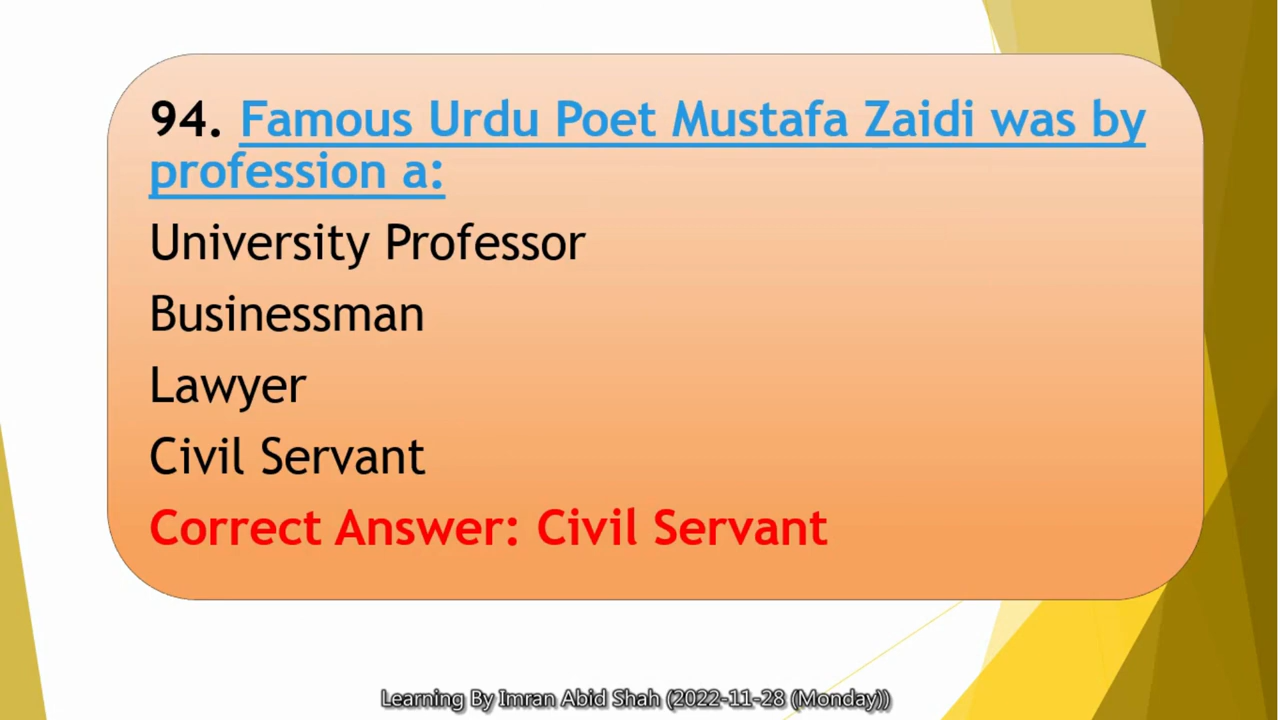 94. Famous Urdu Poet Mustafa Zaidi was by
profession a:
University Professor
Businessman
Lawyer
Civil Servant
Correct Answer: Civil Servant
Learning By Imran Abid Shah (2022-11-28 (Monday))